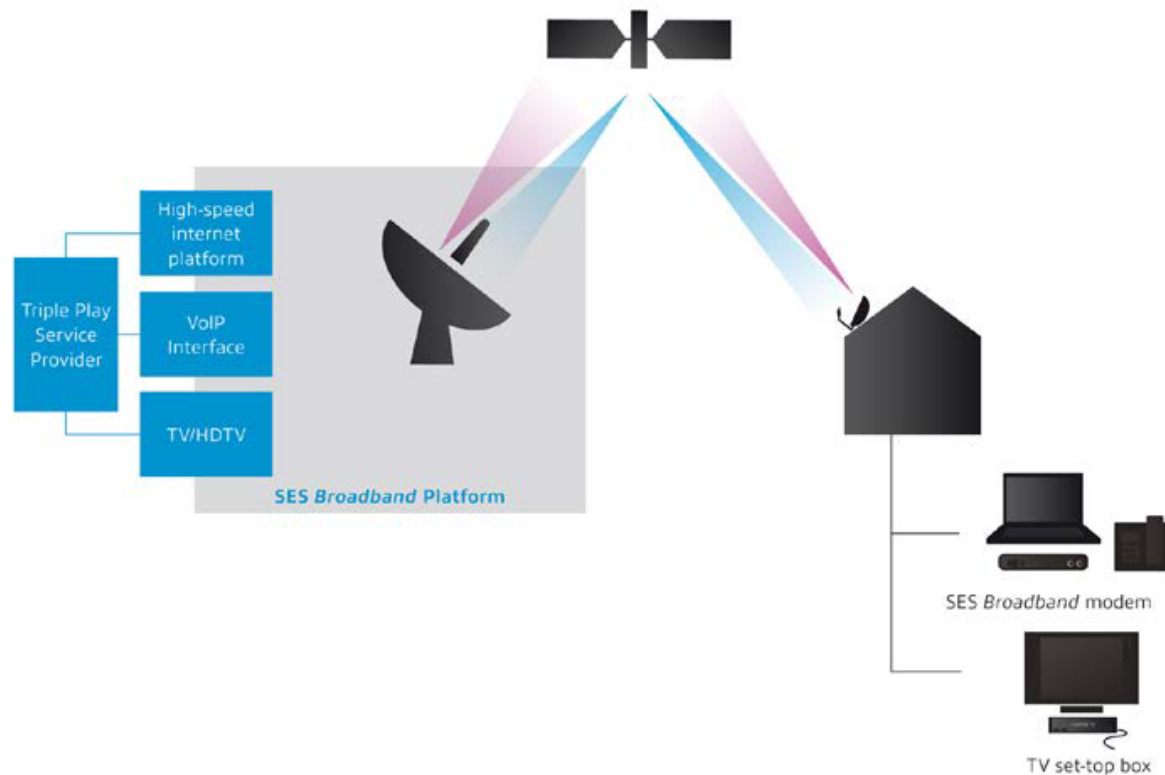 High-speed
internet
platform
Triple Play
Service
Provider
VoIP
Interface
TV/HDTV
SES Broadband Platform
SES Broadband modem
TV set-top box